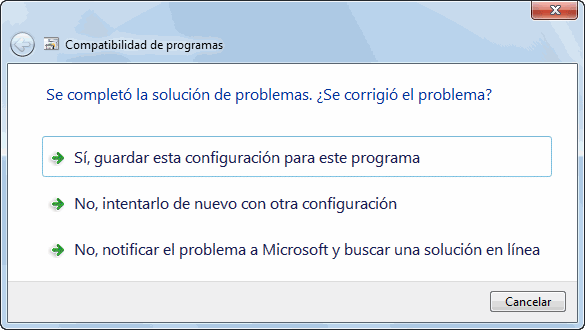 Compatibilidad de programas
Se completó la solución de problemas. ¿Se corrigió el problema?
Sí, guardar esta configuración para este programa
No, intentarlo de nuevo con otra configuración
No, notificar el problema a Microsoft y buscar una solución en línea
Cancelar